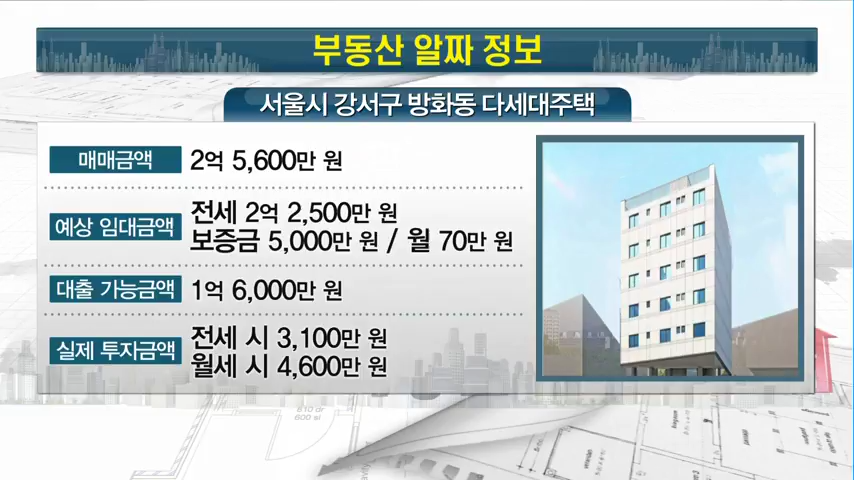 부동산 알짜 정보
서울시 강서구 방화동 다세대주택
매매금액 2억 5,600만 원
예상 임대금액 전세 2억 2,500만 원
보증금 5,000만 원 / 월 70만 원
대출 가능금액 1억 6,000만 원
실제 투자금액 전세 시 3,100만 원
월세 시 4,600만 원